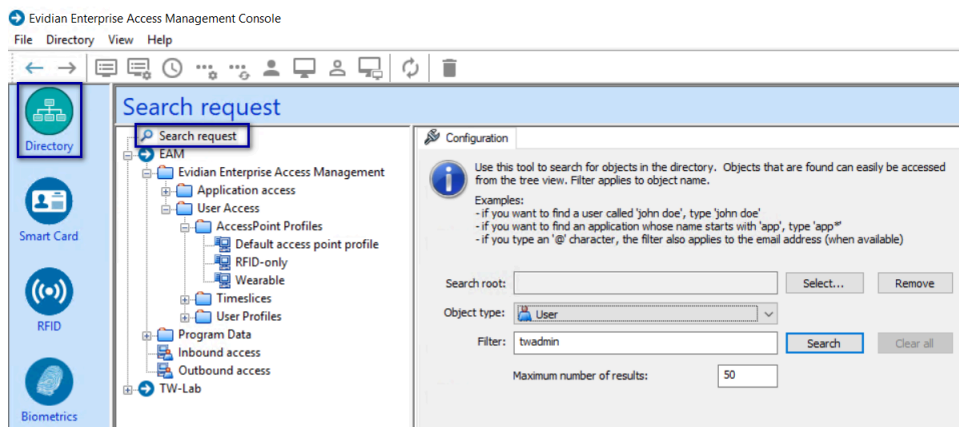 Evidian Enterprise Access Management Console
File Directory View Help
Search request
Directory
Smart Card
RFID
Biometrics
Search request
EAM
Evidian Enterprise Access Management
Application access
User Access
AccessPoint Profiles
Default access point profile
RFID-only
Wearable
Timeslices
User Profiles
Program Data
Inbound access
Outbound access
TW-Lab
Configuration
Use this tool to search for objects in the directory. Objects that are found can easily be accessed
from the tree view. Filter applies to object name.
Examples:
- if you want to find a user called 'john doe', type 'john doe'
- if you want to find an application whose name starts with 'app', type 'app*'
- if you type an '@' character, the filter also applies to the email address (when available)
Search root: Select... Remove
Object type: User
Filter: twadmin Search Clear all
Maximum number of results: 50